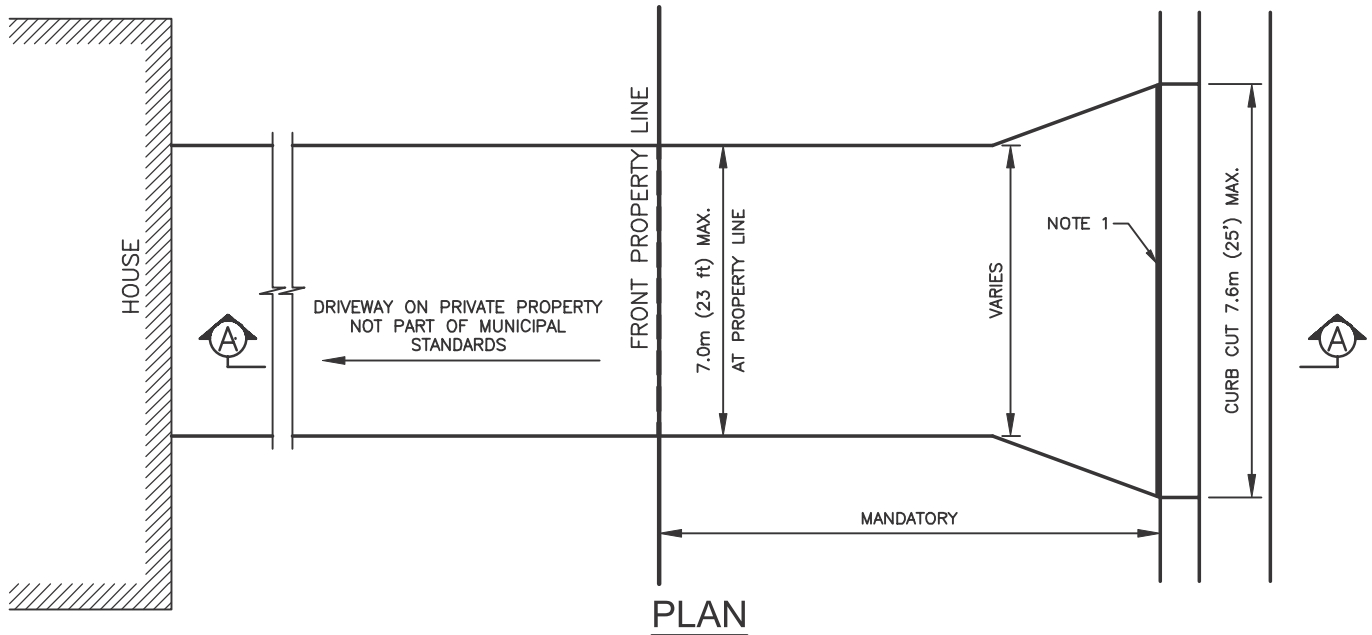 HOUSE
A
DRIVEWAY ON PRIVATE PROPERTY
NOT PART OF MUNICIPAL
STANDARDS
FRONT PROPERTY LINE
7.0m (23 ft) MAX.
AT PROPERTY LINE
VARIES
NOTE 1
CURB CUT 7.6m (25') MAX.
A
MANDATORY
PLAN